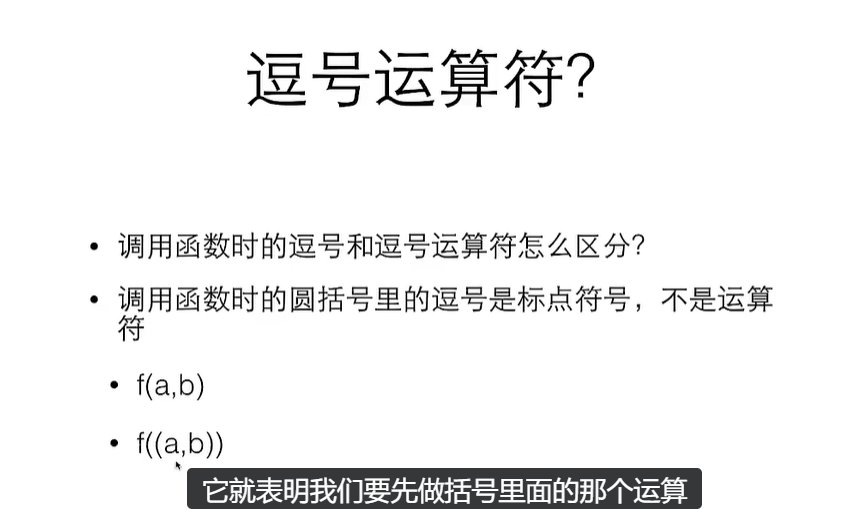 逗号运算符?
• 调用函数时的逗号和逗号运算符怎么区分?
• 调用函数时的圆括号里的逗号是标点符号，不是运算
符
• f(a,b)
• f((a,b))
它就表明我们要先做括号里面的那个运算